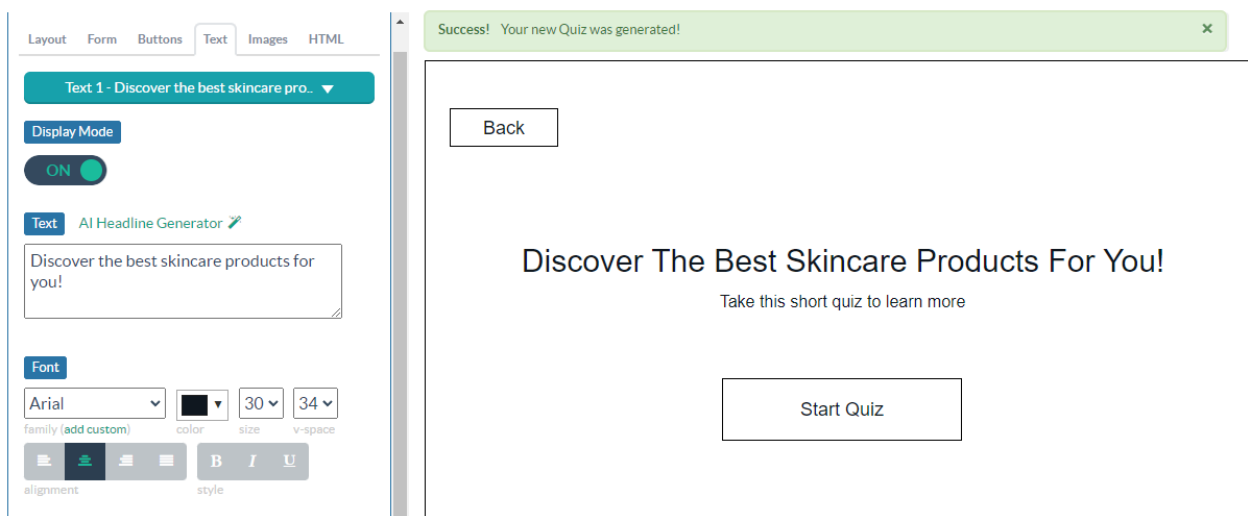 Layout Form Buttons Text Images HTML
Text 1 - Discover the best skincare pro..
Display Mode
ON
Text AI Headline Generator
Discover the best skincare products for
you!
Font
Arial 30 34
family (add custom) color size v-space
B I U
alignment style
Success! Your new Quiz was generated! ×
Back
Discover The Best Skincare Products For You!
Take this short quiz to learn more
Start Quiz